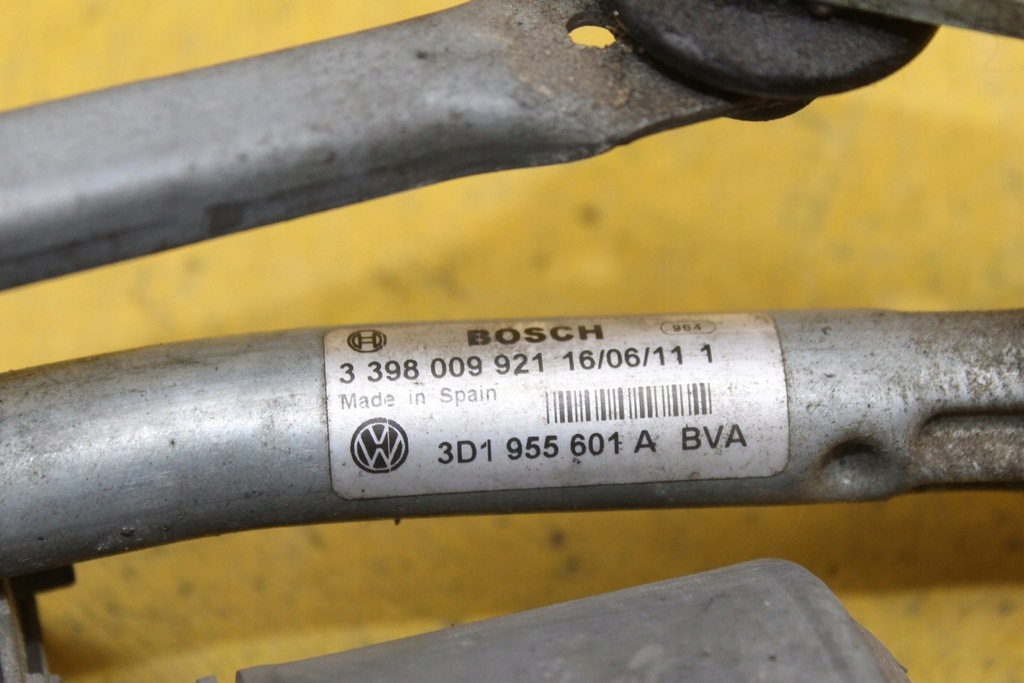 BOSCH 964
3 398 009 921 16/06/11 1
Made in Spain
3D1 955 601 A BVA